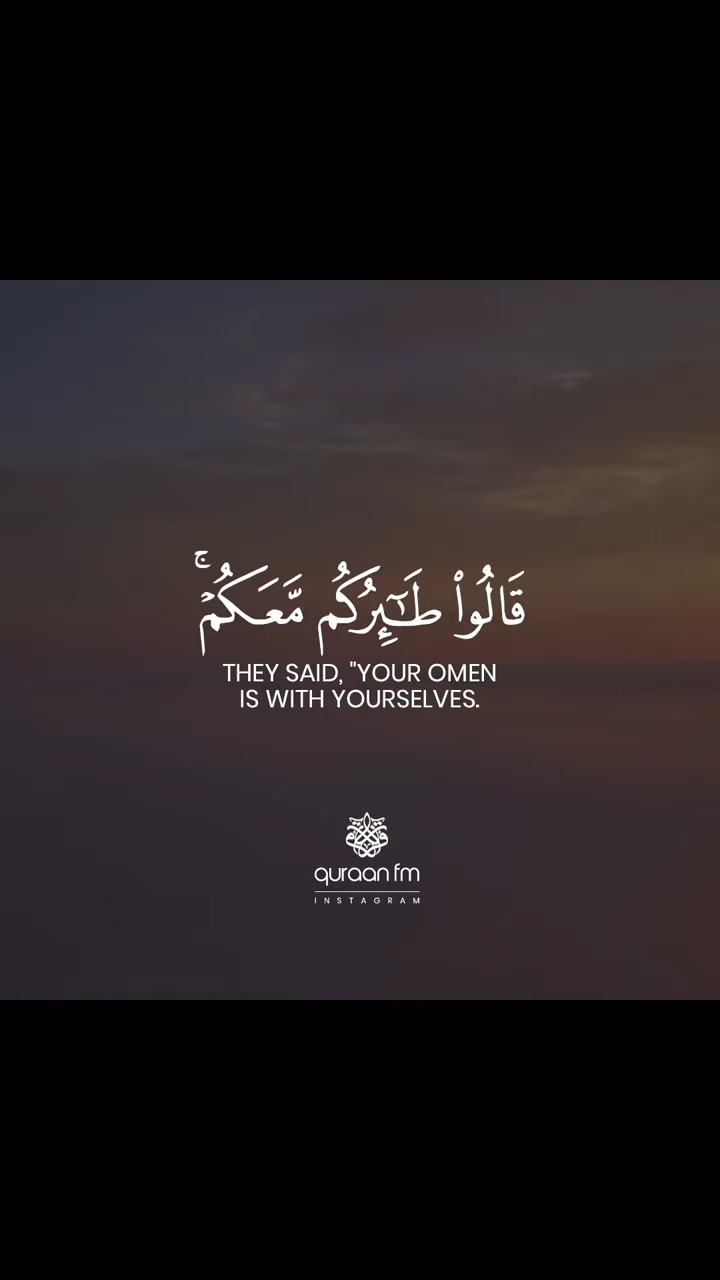 قَالُوا۟ طَـٰٓئِرُكُم مَّعَكُمْ ۚ
THEY SAID, "YOUR OMEN
IS WITH YOURSELVES.
quraan fm
INSTAGRAM